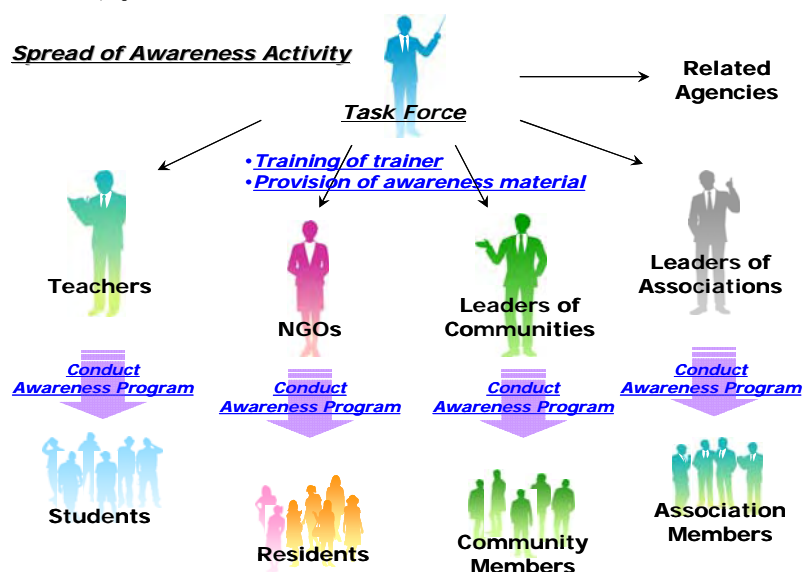 Spread of Awareness Activity
Related
Agencies
Task Force
•Training of trainer
•Provision of awareness material
Teachers
NGOs
Leaders of
Communities
Leaders of
Associations
Conduct
Awareness Program
Conduct
Awareness Program
Conduct
Awareness Program
Conduct
Awareness Program
Students
Residents
Community
Members
Association
Members